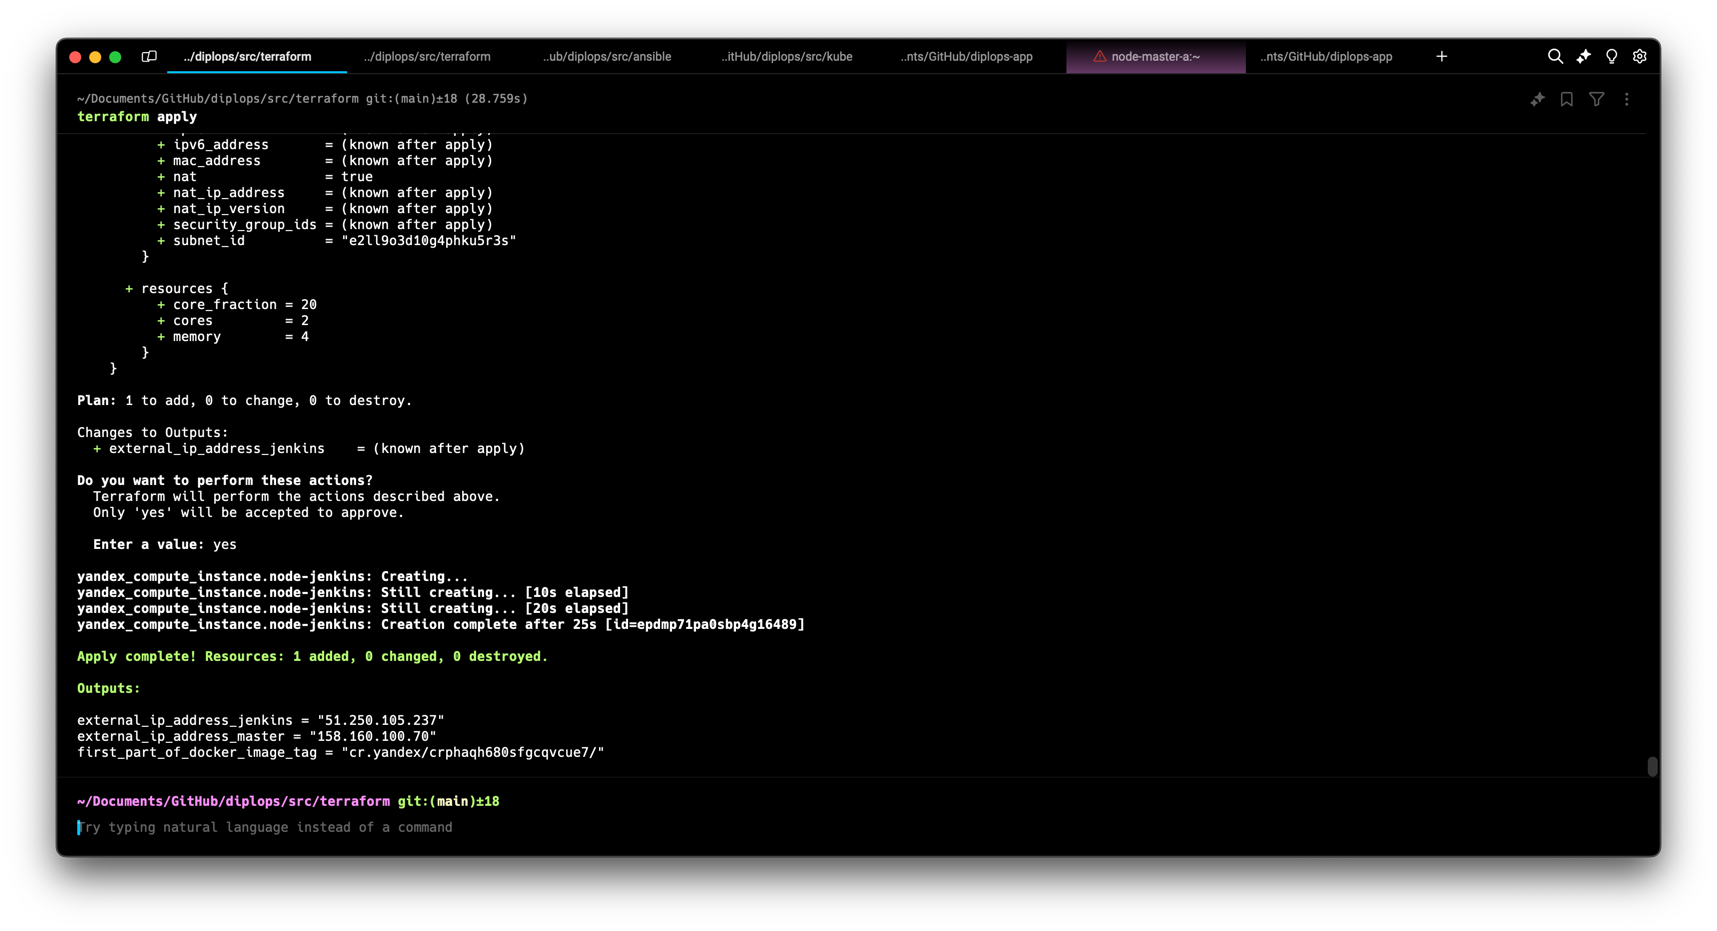 ../diplops/src/terraform
../diplops/src/terraform
..ub/diplops/src/ansible
..itHub/diplops/src/kube
..nts/GitHub/diplops-app
node-master-a:~
..nts/GitHub/diplops-app
~/Documents/GitHub/diplops/src/terraform git:(main)±18 (28.759s)
terraform apply
+ ipv6_address       = (known after apply)
+ mac_address        = (known after apply)
+ nat                = true
+ nat_ip_address     = (known after apply)
+ nat_ip_version     = (known after apply)
+ security_group_ids = (known after apply)
+ subnet_id          = "e2ll9o3d10g4phku5r3s"
}
+ resources {
+ core_fraction = 20
+ cores         = 2
+ memory        = 4
}
}
Plan: 1 to add, 0 to change, 0 to destroy.
Changes to Outputs:
+ external_ip_address_jenkins    = (known after apply)
Do you want to perform these actions?
Terraform will perform the actions described above.
Only 'yes' will be accepted to approve.
Enter a value: yes
yandex_compute_instance.node-jenkins: Creating...
yandex_compute_instance.node-jenkins: Still creating... [10s elapsed]
yandex_compute_instance.node-jenkins: Still creating... [20s elapsed]
yandex_compute_instance.node-jenkins: Creation complete after 25s [id=epdmp71pa0sbp4g16489]
Apply complete! Resources: 1 added, 0 changed, 0 destroyed.
Outputs:
external_ip_address_jenkins = "51.250.105.237"
external_ip_address_master = "158.160.100.70"
first_part_of_docker_image_tag = "cr.yandex/crphaqh680sfgcqvcue7/"
~/Documents/GitHub/diplops/src/terraform git:(main)±18
Try typing natural language instead of a command